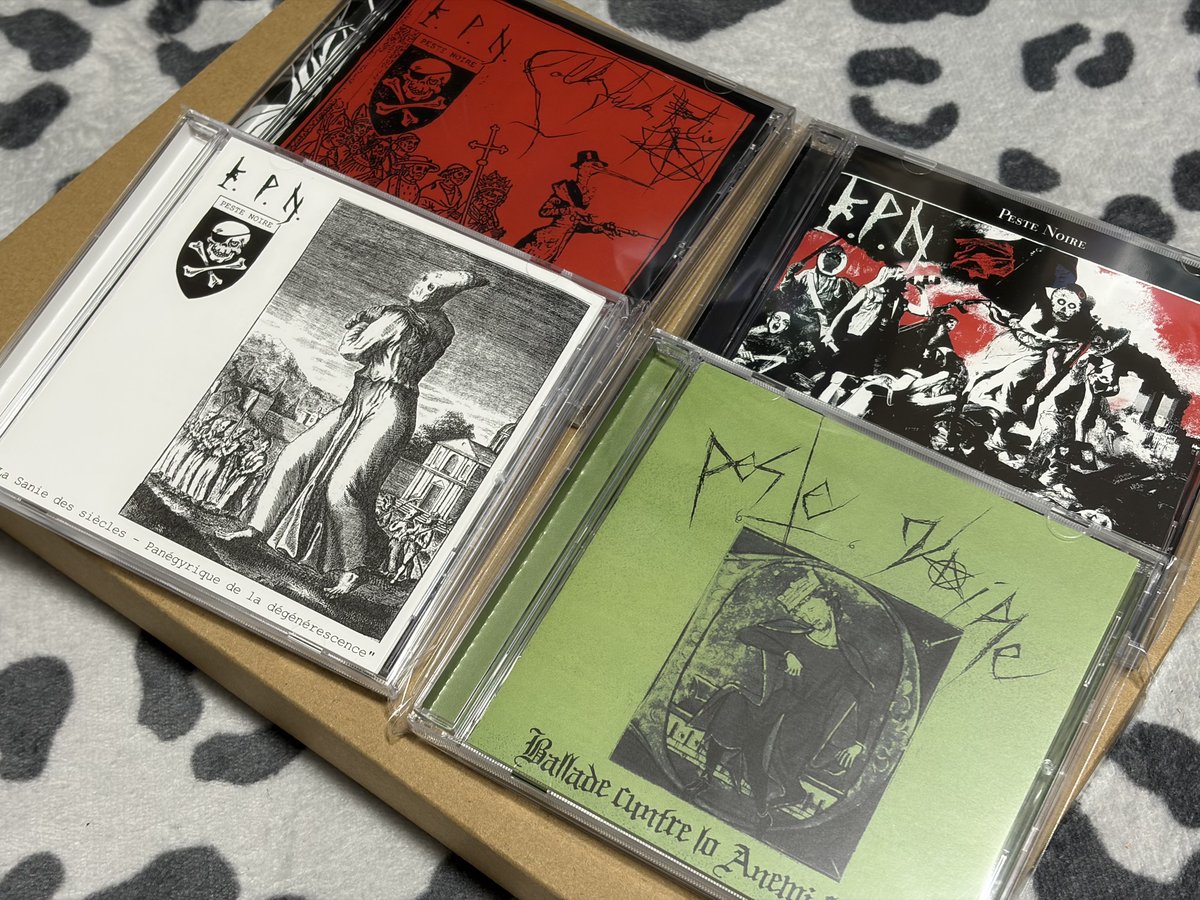 K. P. N.
PESTE NOIRE
K. P. N.
PESTE NOIRE
La Sanie des siècles - Panégyrique de la dégénérescence"
K.P.N.
PESTE NOIRE
peste noire
Ballade cuntre lo Anemi